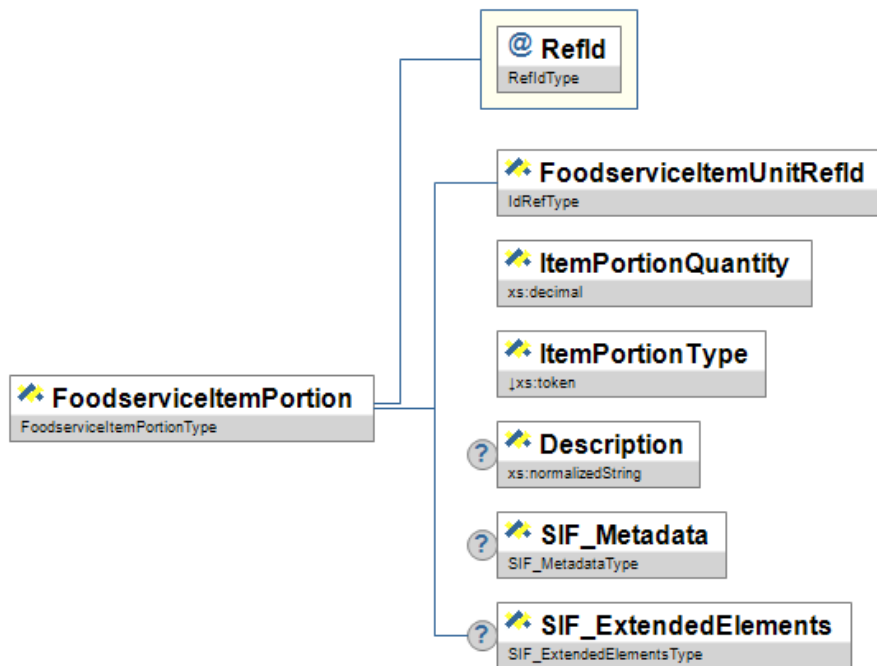 @ RefId
RefIdType
FoodserviceItemUnitRefId
IdRefType
ItemPortionQuantity
xs:decimal
ItemPortionType
↓xs:token
FoodserviceItemPortion
FoodserviceItemPortionType
? Description
xs:normalizedString
? SIF_Metadata
SIF_MetadataType
? SIF_ExtendedElements
SIF_ExtendedElementsType